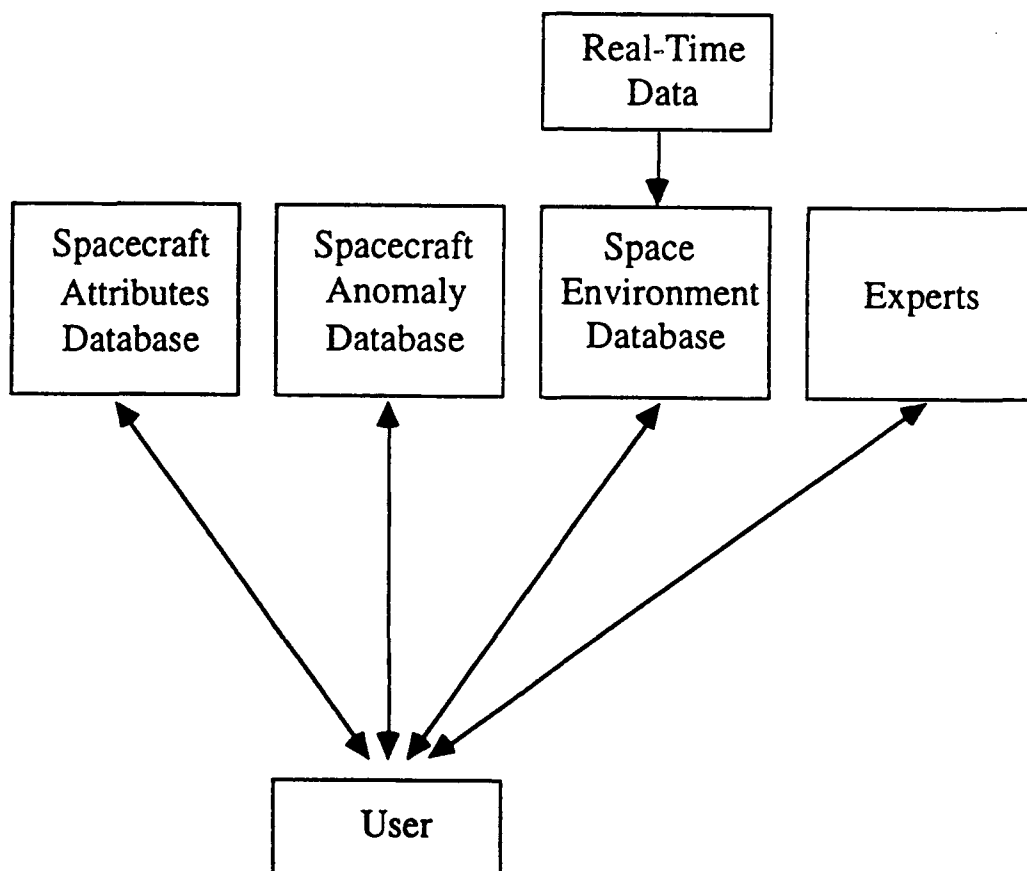 Real-Time
Data
Spacecraft
Attributes
Database
Spacecraft
Anomaly
Database
Space
Environment
Database
Experts
User